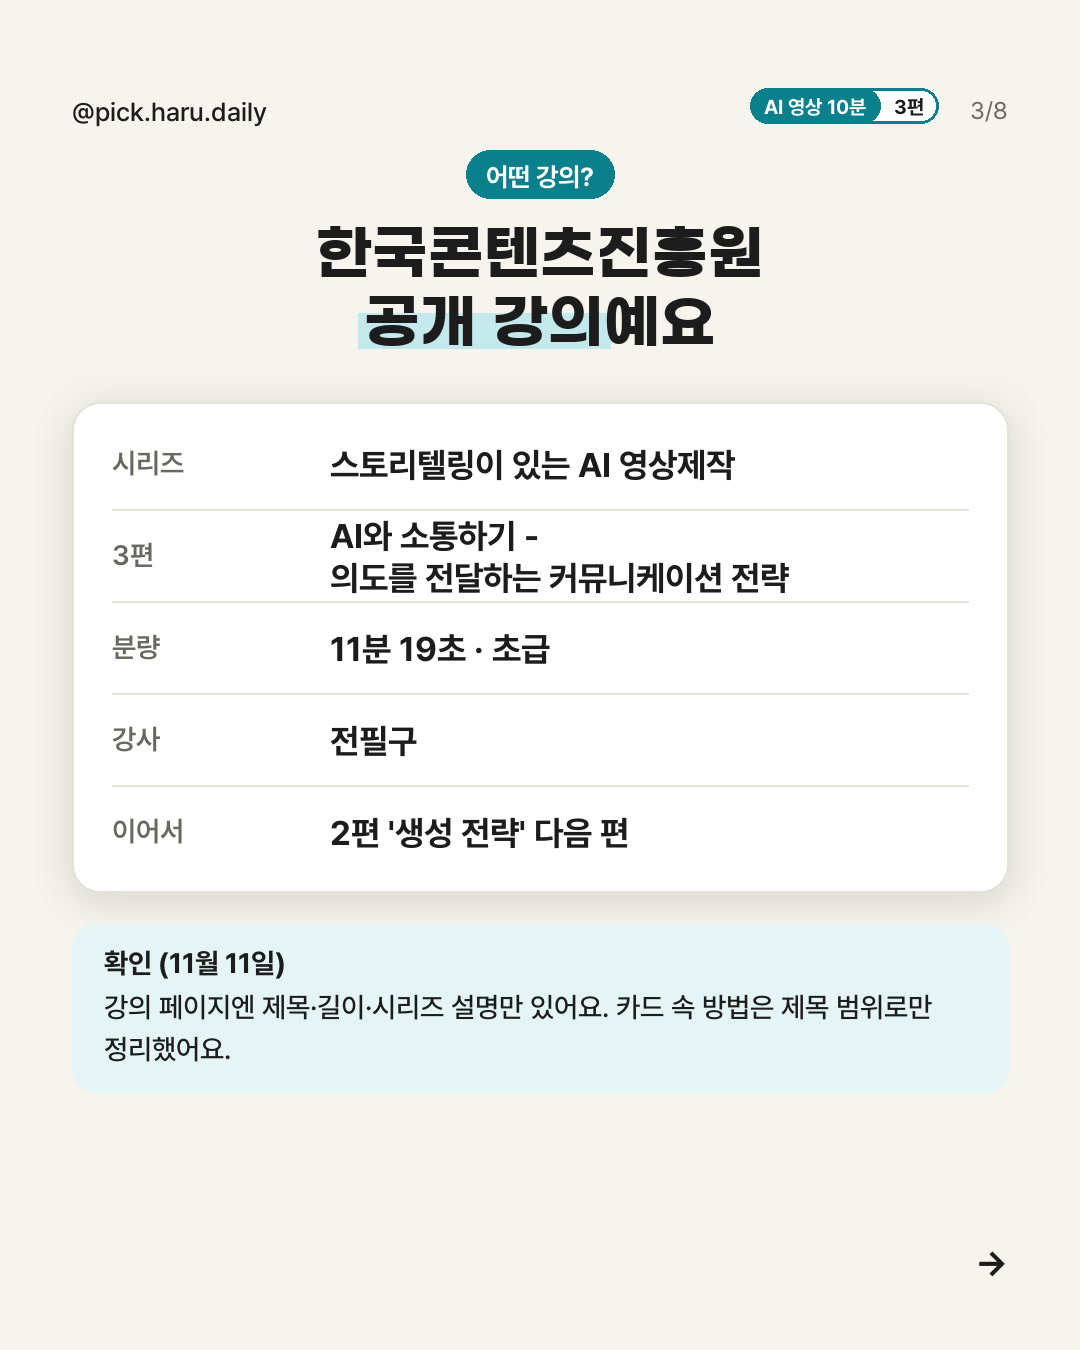 @pick.haru.daily
AI 영상 10분 3편 3/8
어떤 강의?
한국콘텐츠진흥원
공개 강의예요
시리즈 스토리텔링이 있는 AI 영상제작
3편 AI와 소통하기 -
의도를 전달하는 커뮤니케이션 전략
분량 11분 19초 · 초급
강사 전필구
이어서 2편 '생성 전략' 다음 편
확인 (11월 11일)
강의 페이지엔 제목·길이·시리즈 설명만 있어요. 카드 속 방법은 제목 범위로만
정리했어요.
→